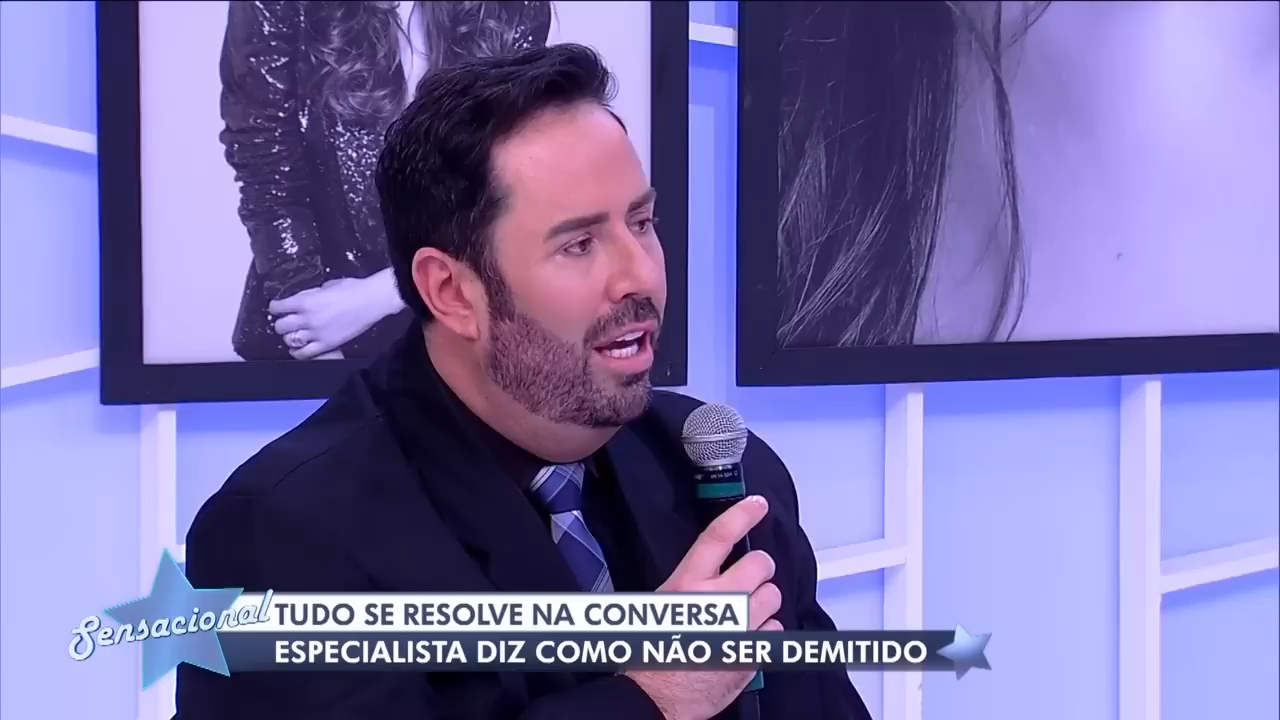 Sensacional
TUDO SE RESOLVE NA CONVERSA
ESPECIALISTA DIZ COMO NÃO SER DEMITIDO